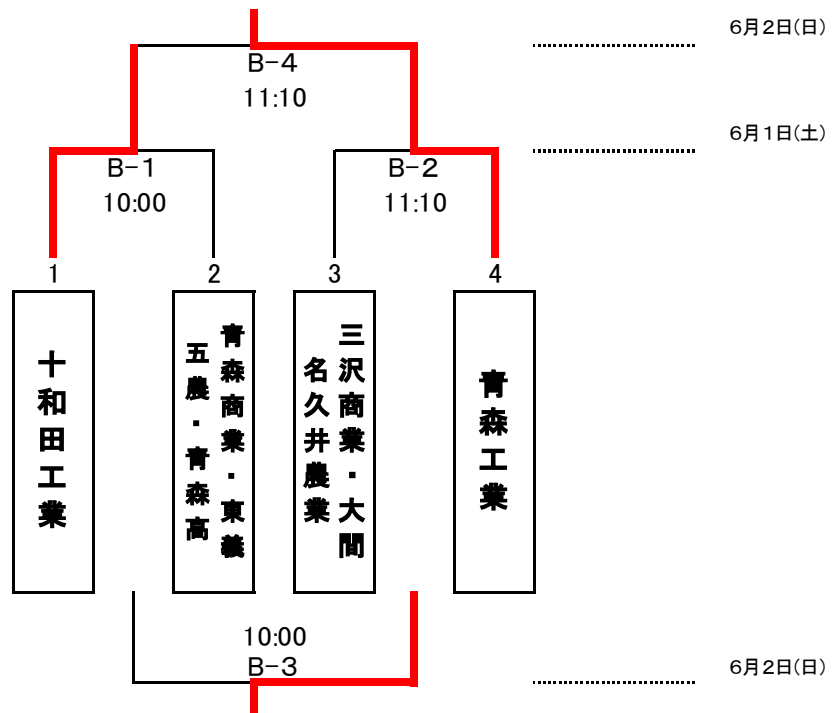 6月2日(日)
B-4
11:10
6月1日(土)
B-1
10:00
B-2
11:10
1
2
3
4
十和田工業
青森商業・東義
五農・青森高
三沢商業・大間
名久井農業
青森工業
10:00
B-3
6月2日(日)